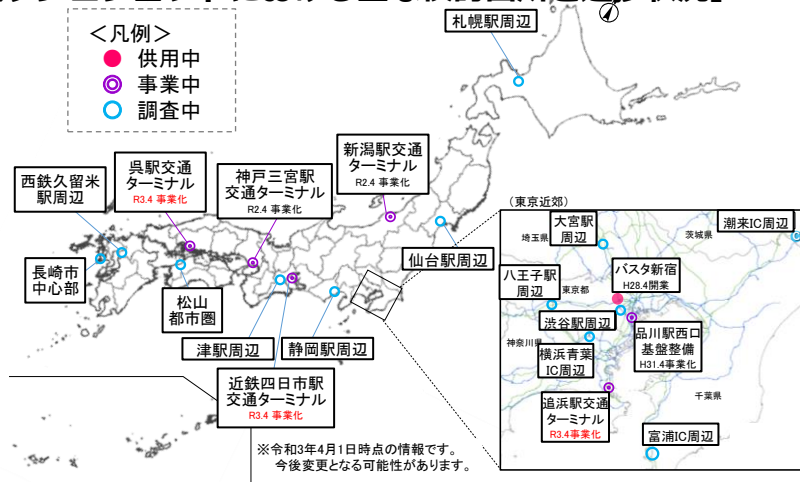 <凡例>
供用中
事業中
調査中
札幌駅周辺
新潟駅交通
ターミナル
R2.4 事業化
呉駅交通
ターミナル
R3.4 事業化
神戸三宮駅
交通ターミナル
R2.4 事業化
西鉄久留米
駅周辺
長崎市
中心部
松山
都市圏
仙台駅周辺
津駅周辺
静岡駅周辺
近鉄四日市駅
交通ターミナル
R3.4 事業化
※令和3年4月1日時点の情報です。
今後変更となる可能性があります。
(東京近郊)
大宮駅
周辺
潮来IC周辺
埼玉県
茨城県
八王子駅
周辺
東京都
バスタ新宿
H28.4開業
渋谷駅周辺
品川駅西口
基盤整備
H31.4事業化
神奈川県
横浜青葉
IC周辺
追浜駅交通
ターミナル
R3.4事業化
千葉県
富浦IC周辺